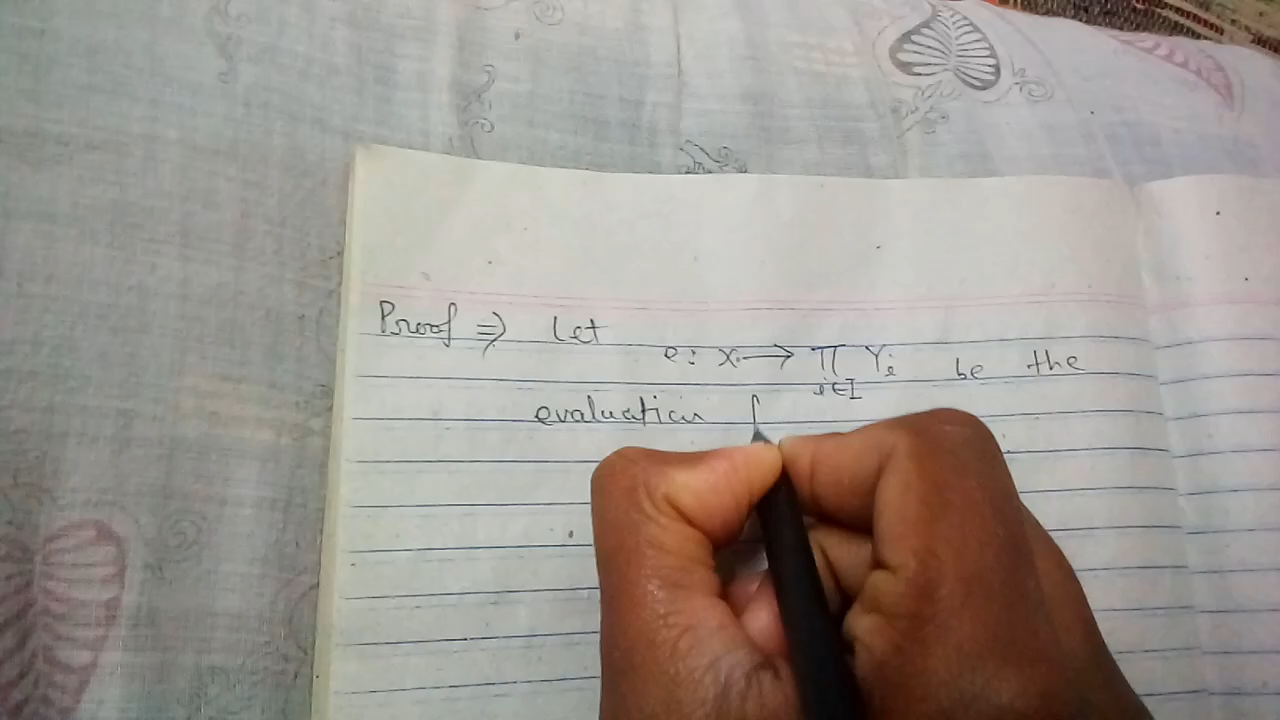 Proof ⇒ Let
e: X → ∏ Yᵢ be the
i∈I
evaluation f